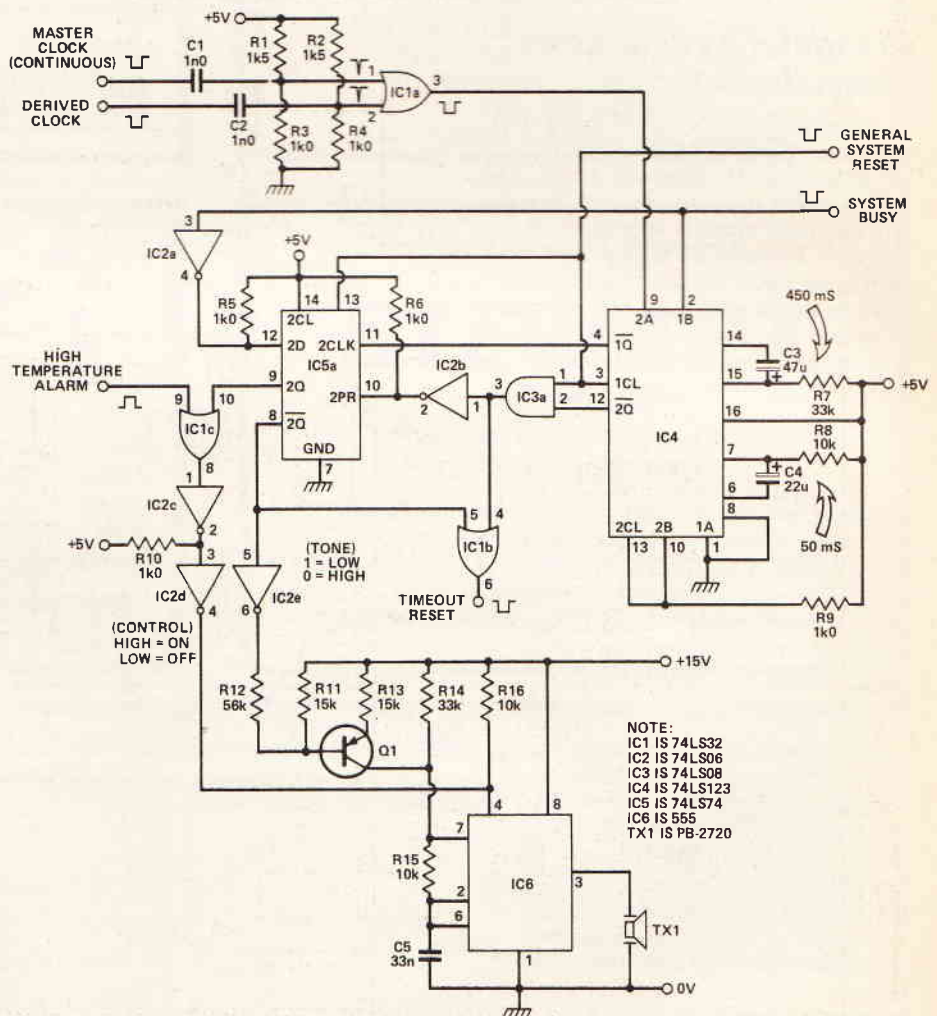 +5V
MASTER
CLOCK
(CONTINUOUS)
C1
1n0
R1
1k5
R2
1k5
1
3
IC1a
2
DERIVED
CLOCK
C2
1n0
R3
1k0
R4
1k0
GENERAL
SYSTEM
RESET
SYSTEM
BUSY
3
IC2a
4
+5V
R5
1k0
14
13
R6
1k0
12
2CL
2D
2CLK
11
IC5a
HIGH
TEMPERATURE
ALARM
9
2Q
2PR
10
8
2Q
GND
7
IC2b
2
1
3
IC3a
1
2
4
3
12
9
2
2A
1B
1Q
1CL
2Q
IC4
14
15
16
7
6
8
450 mS
C3
47u
R7
33k
+5V
R8
10k
C4
22u
50 mS
2CL
2B
1A
13
10
1
R9
1k0
9
10
IC1c
8
1
IC2c
2
+5V
R10
1k0
3
IC2d
4
(CONTROL)
HIGH = ON
LOW = OFF
5
IC2e
6
(TONE)
1 = LOW
0 = HIGH
5
4
IC1b
6
TIMEOUT
RESET
+15V
R12
56k
R11
15k
R13
15k
R14
33k
R16
10k
Q1
4
8
7
R15
10k
2
6
IC6
3
1
C5
33n
TX1
0V
NOTE:
IC1 IS 74LS32
IC2 IS 74LS06
IC3 IS 74LS08
IC4 IS 74LS123
IC5 IS 74LS74
IC6 IS 555
TX1 IS PB-2720